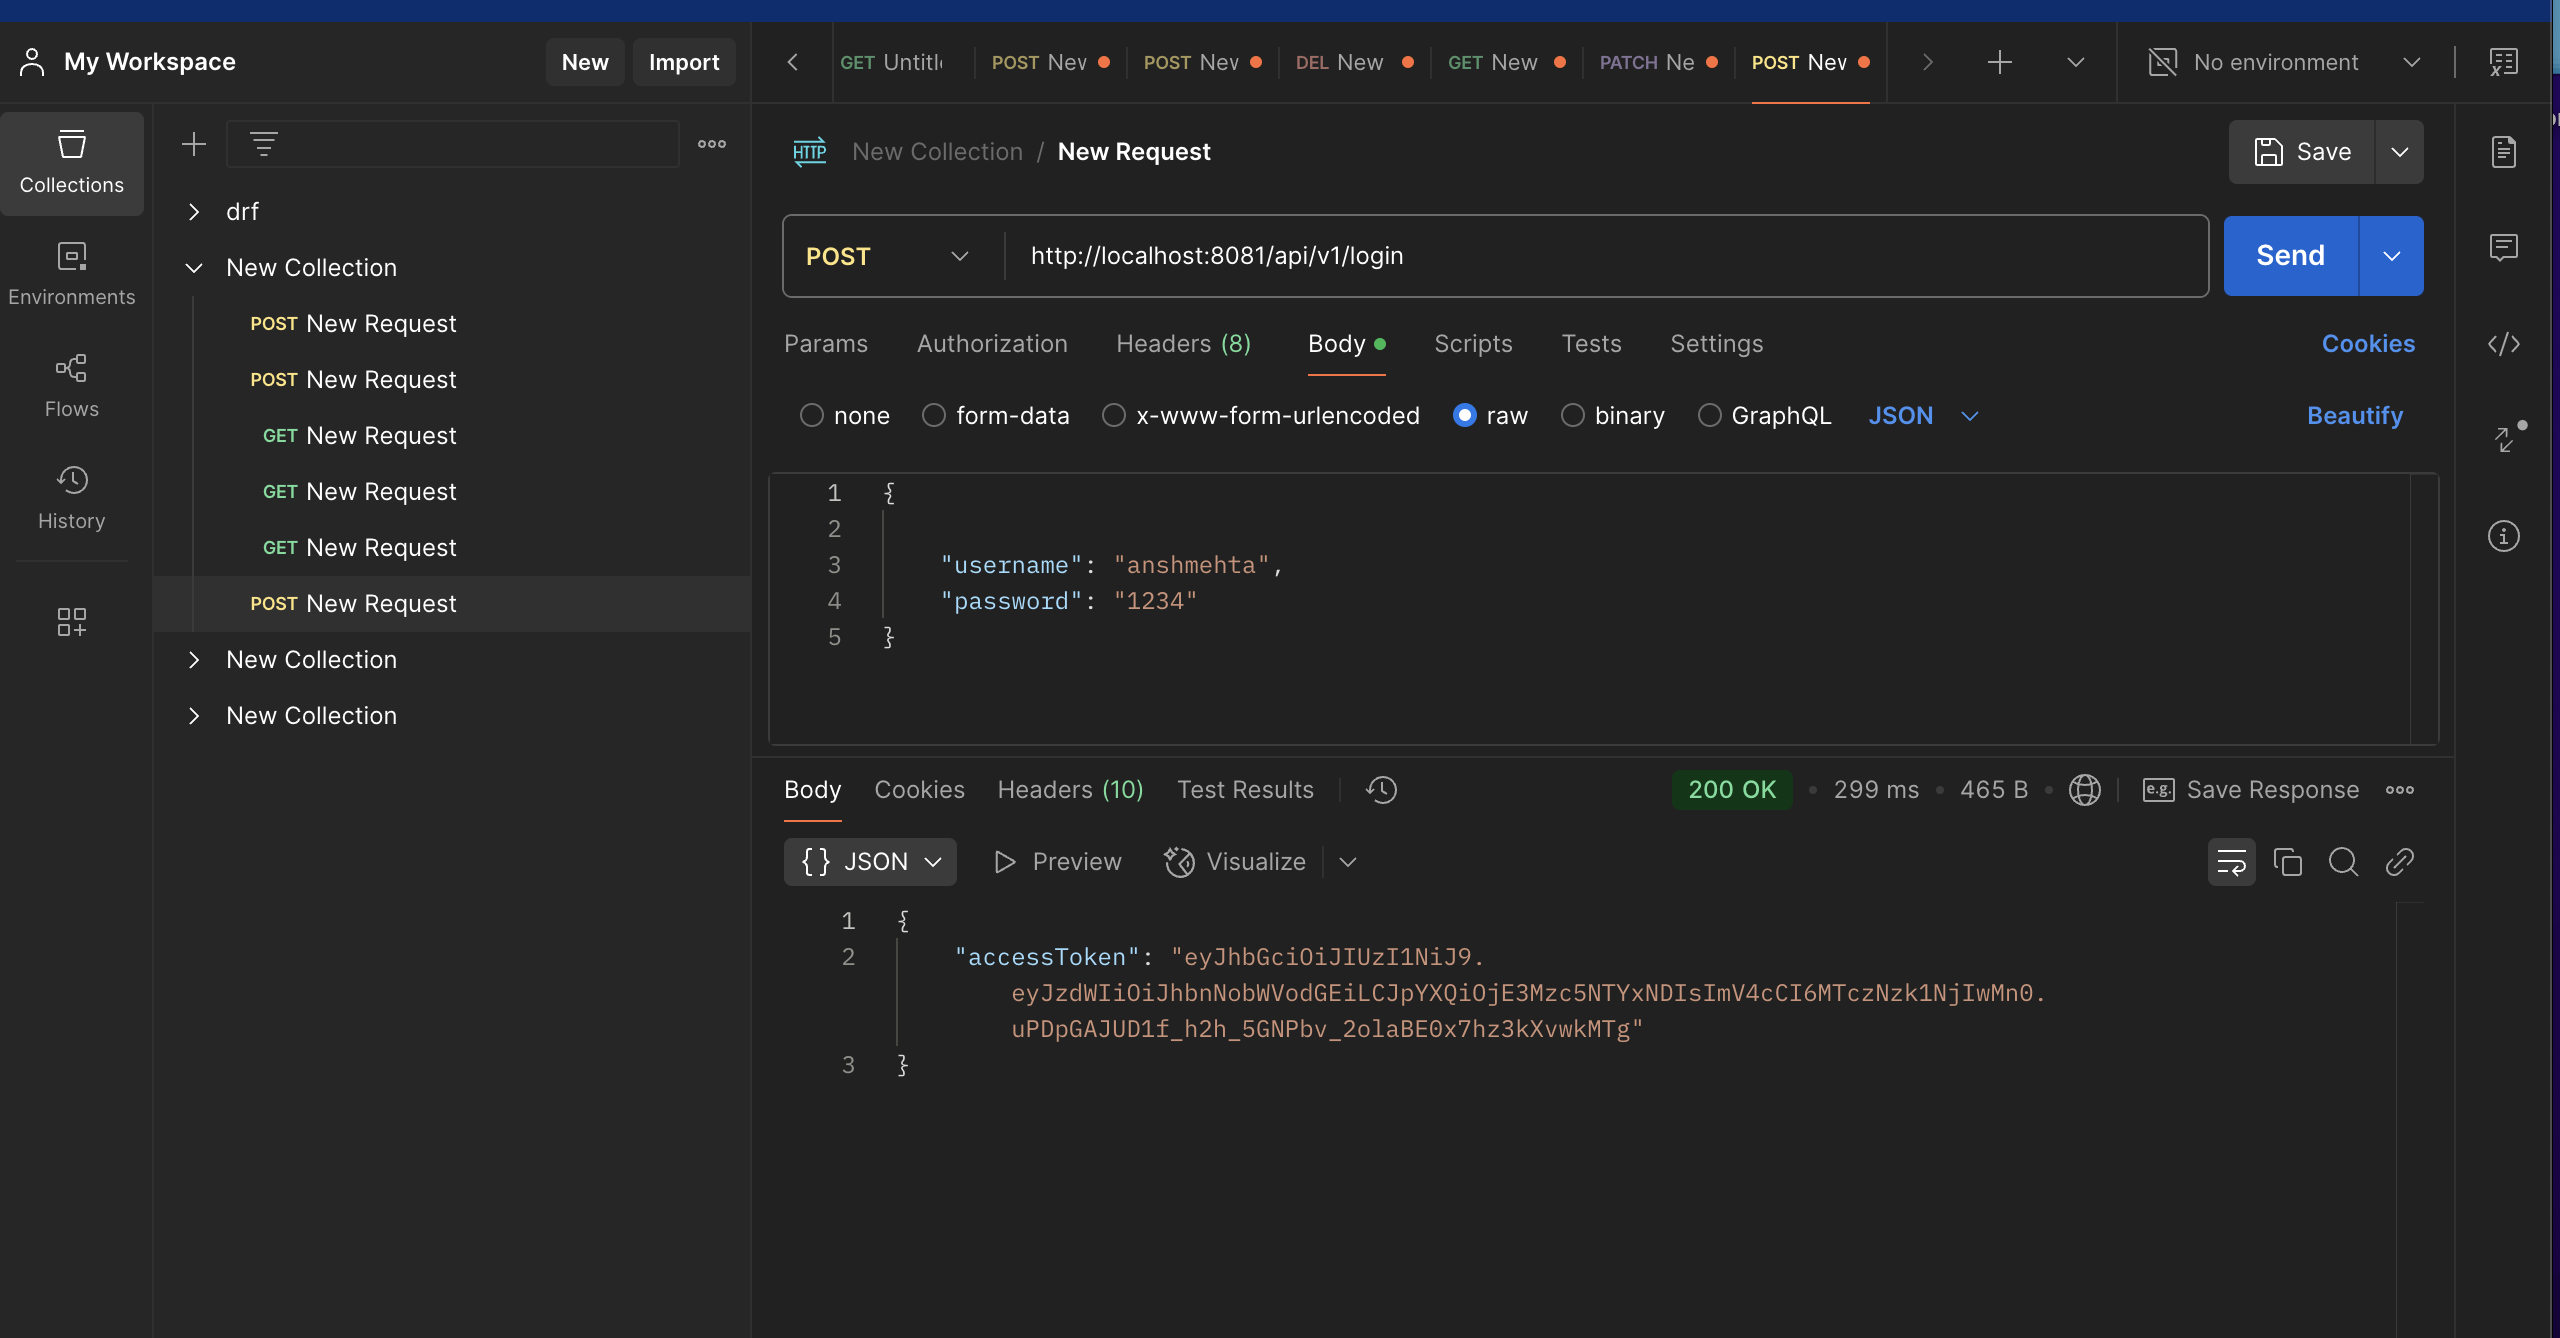 My Workspace
New
Import
GET Untitl
POST New
POST New
DEL New
GET New
PATCH Ne
POST New
No environment
Collections
Environments
Flows
History
drf
New Collection
POST New Request
POST New Request
GET New Request
GET New Request
GET New Request
POST New Request
New Collection
New Collection
HTTP
New Collection / New Request
Save
POST
http://localhost:8081/api/v1/login
Send
Params
Authorization
Headers (8)
Body
Scripts
Tests
Settings
Cookies
none
form-data
x-www-form-urlencoded
raw
binary
GraphQL
JSON
Beautify
1 {
2
3 "username": "anshmehta",
4 "password": "1234"
5 }
Body
Cookies
Headers (10)
Test Results
200 OK
299 ms
465 B
e.g.
Save Response
{} JSON
Preview
Visualize
1 {
2 "accessToken": "eyJhbGciOiJIUzI1NiJ9.
eyJzdWIiOiJhbnNobWVodGEiLCJpYXQiOjE3Mzc5NTYxNDIsImV4cCI6MTczNzk1NjIwMn0.
uPDpGAJUD1f_h2h_5GNPbv_2olaBE0x7hz3kXvwkMTg"
3 }